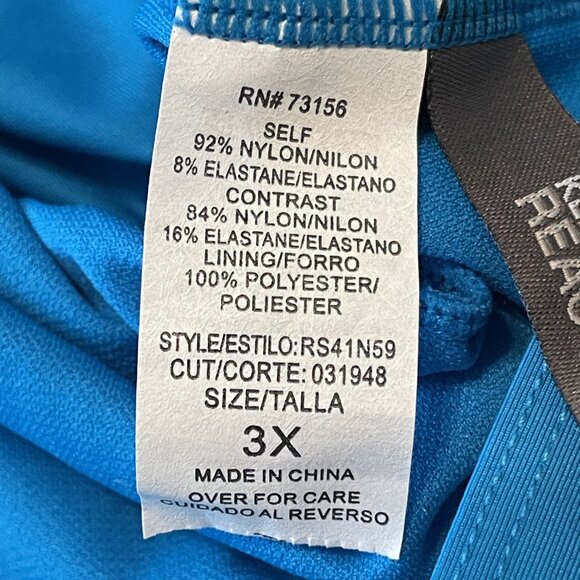 RN# 73156
SELF
92% NYLON/NILON
8% ELASTANE/ELASTANO
CONTRAST
84% NYLON/NILON
16% ELASTANE/ELASTANO
LINING/FORRO
100% POLYESTER/
POLIESTER
STYLE/ESTILO:RS41N59
CUT/CORTE: 031948
SIZE/TALLA
3X
MADE IN CHINA
OVER FOR CARE
CUIDADO AL REVERSO